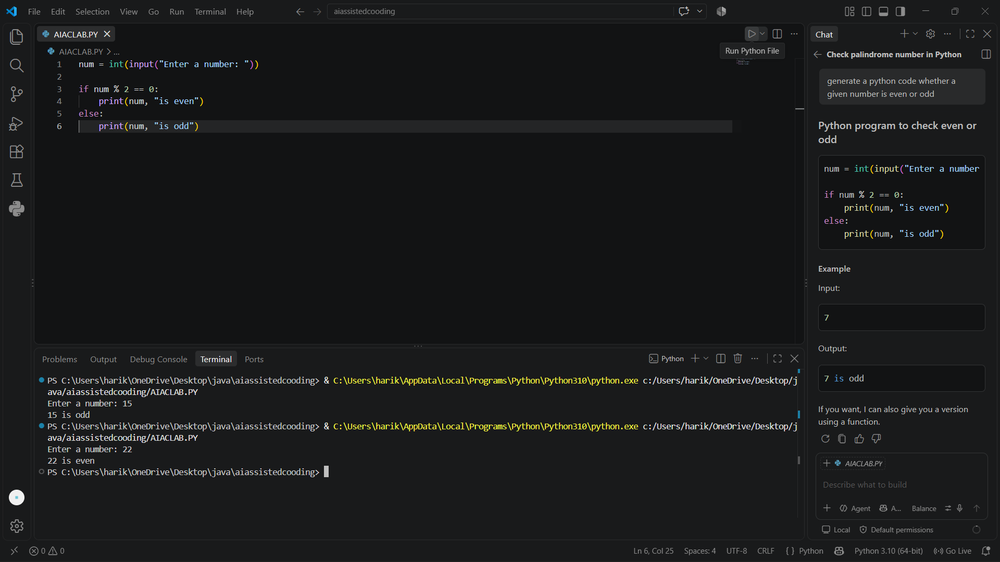 File Edit Selection View Go Run Terminal Help
aiassistedcooding
AIACLAB.PY
Run Python File
AIACLAB.PY > ...
1 num = int(input("Enter a number: "))
2
3 if num % 2 == 0:
4     print(num, "is even")
5 else:
6     print(num, "is odd")
Problems Output Debug Console Terminal Ports
Python
PS C:\Users\harik\OneDrive\Desktop\java\aiassistedcooding> & C:\Users\harik\AppData\Local\Programs\Python\Python310\python.exe c:/Users/harik/OneDrive/Desktop/j
ava/aiassistedcooding/AIACLAB.PY
Enter a number: 15
15 is odd
PS C:\Users\harik\OneDrive\Desktop\java\aiassistedcooding> & C:\Users\harik\AppData\Local\Programs\Python\Python310\python.exe c:/Users/harik/OneDrive/Desktop/j
ava/aiassistedcooding/AIACLAB.PY
Enter a number: 22
22 is even
PS C:\Users\harik\OneDrive\Desktop\java\aiassistedcooding>
Chat
Check palindrome number in Python
generate a python code whether a
given number is even or odd
Python program to check even or
odd
num = int(input("Enter a number
if num % 2 == 0:
    print(num, "is even")
else:
    print(num, "is odd")
Example
Input:
7
Output:
7 is odd
If you want, I can also give you a version
using a function.
AIACLAB.PY
Describe what to build
Agent A... Balance
Local Default permissions
0 0
Ln 6, Col 25 Spaces: 4 UTF-8 CRLF {} Python Python 3.10 (64-bit) Go Live